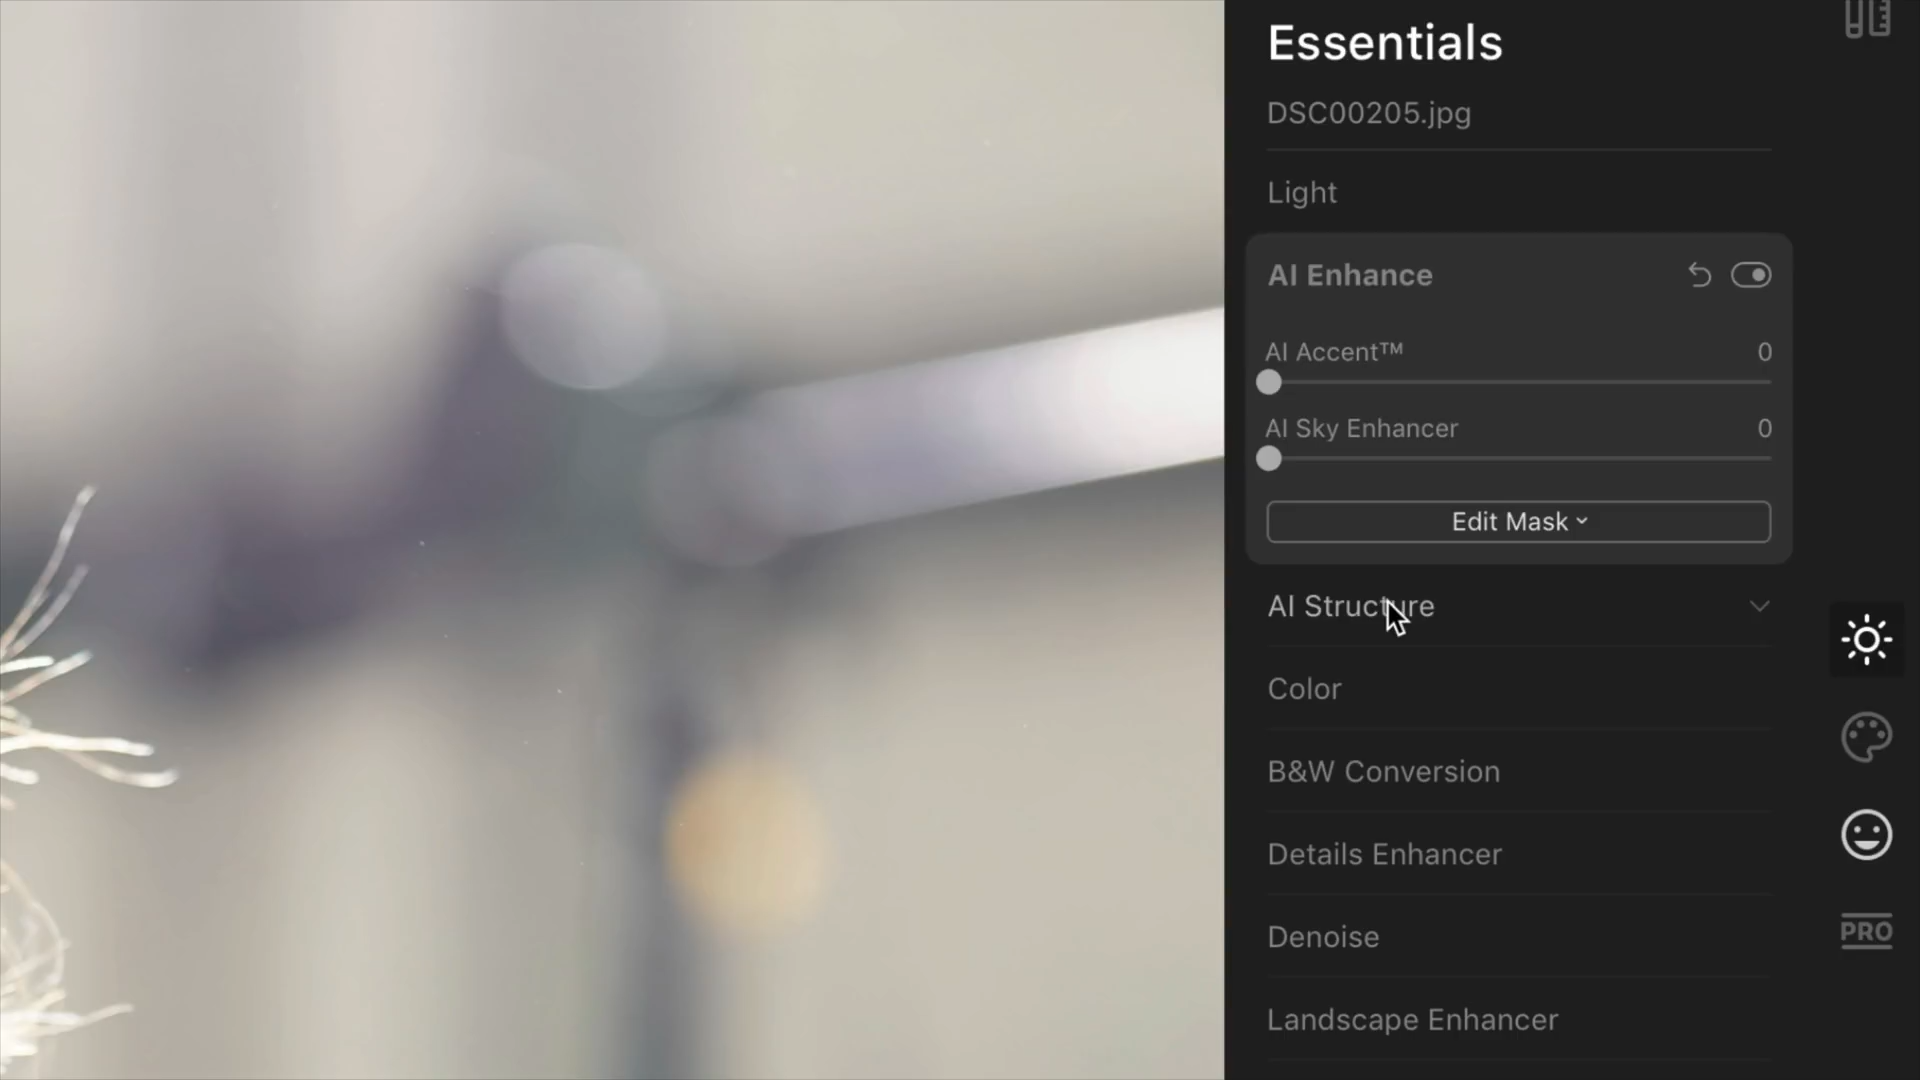 Essentials
DSC00205.jpg
Light
AI Enhance
AI Accent™ 0
AI Sky Enhancer 0
Edit Mask
AI Structure
Color
B&W Conversion
Details Enhancer
Denoise
PRO
Landscape Enhancer